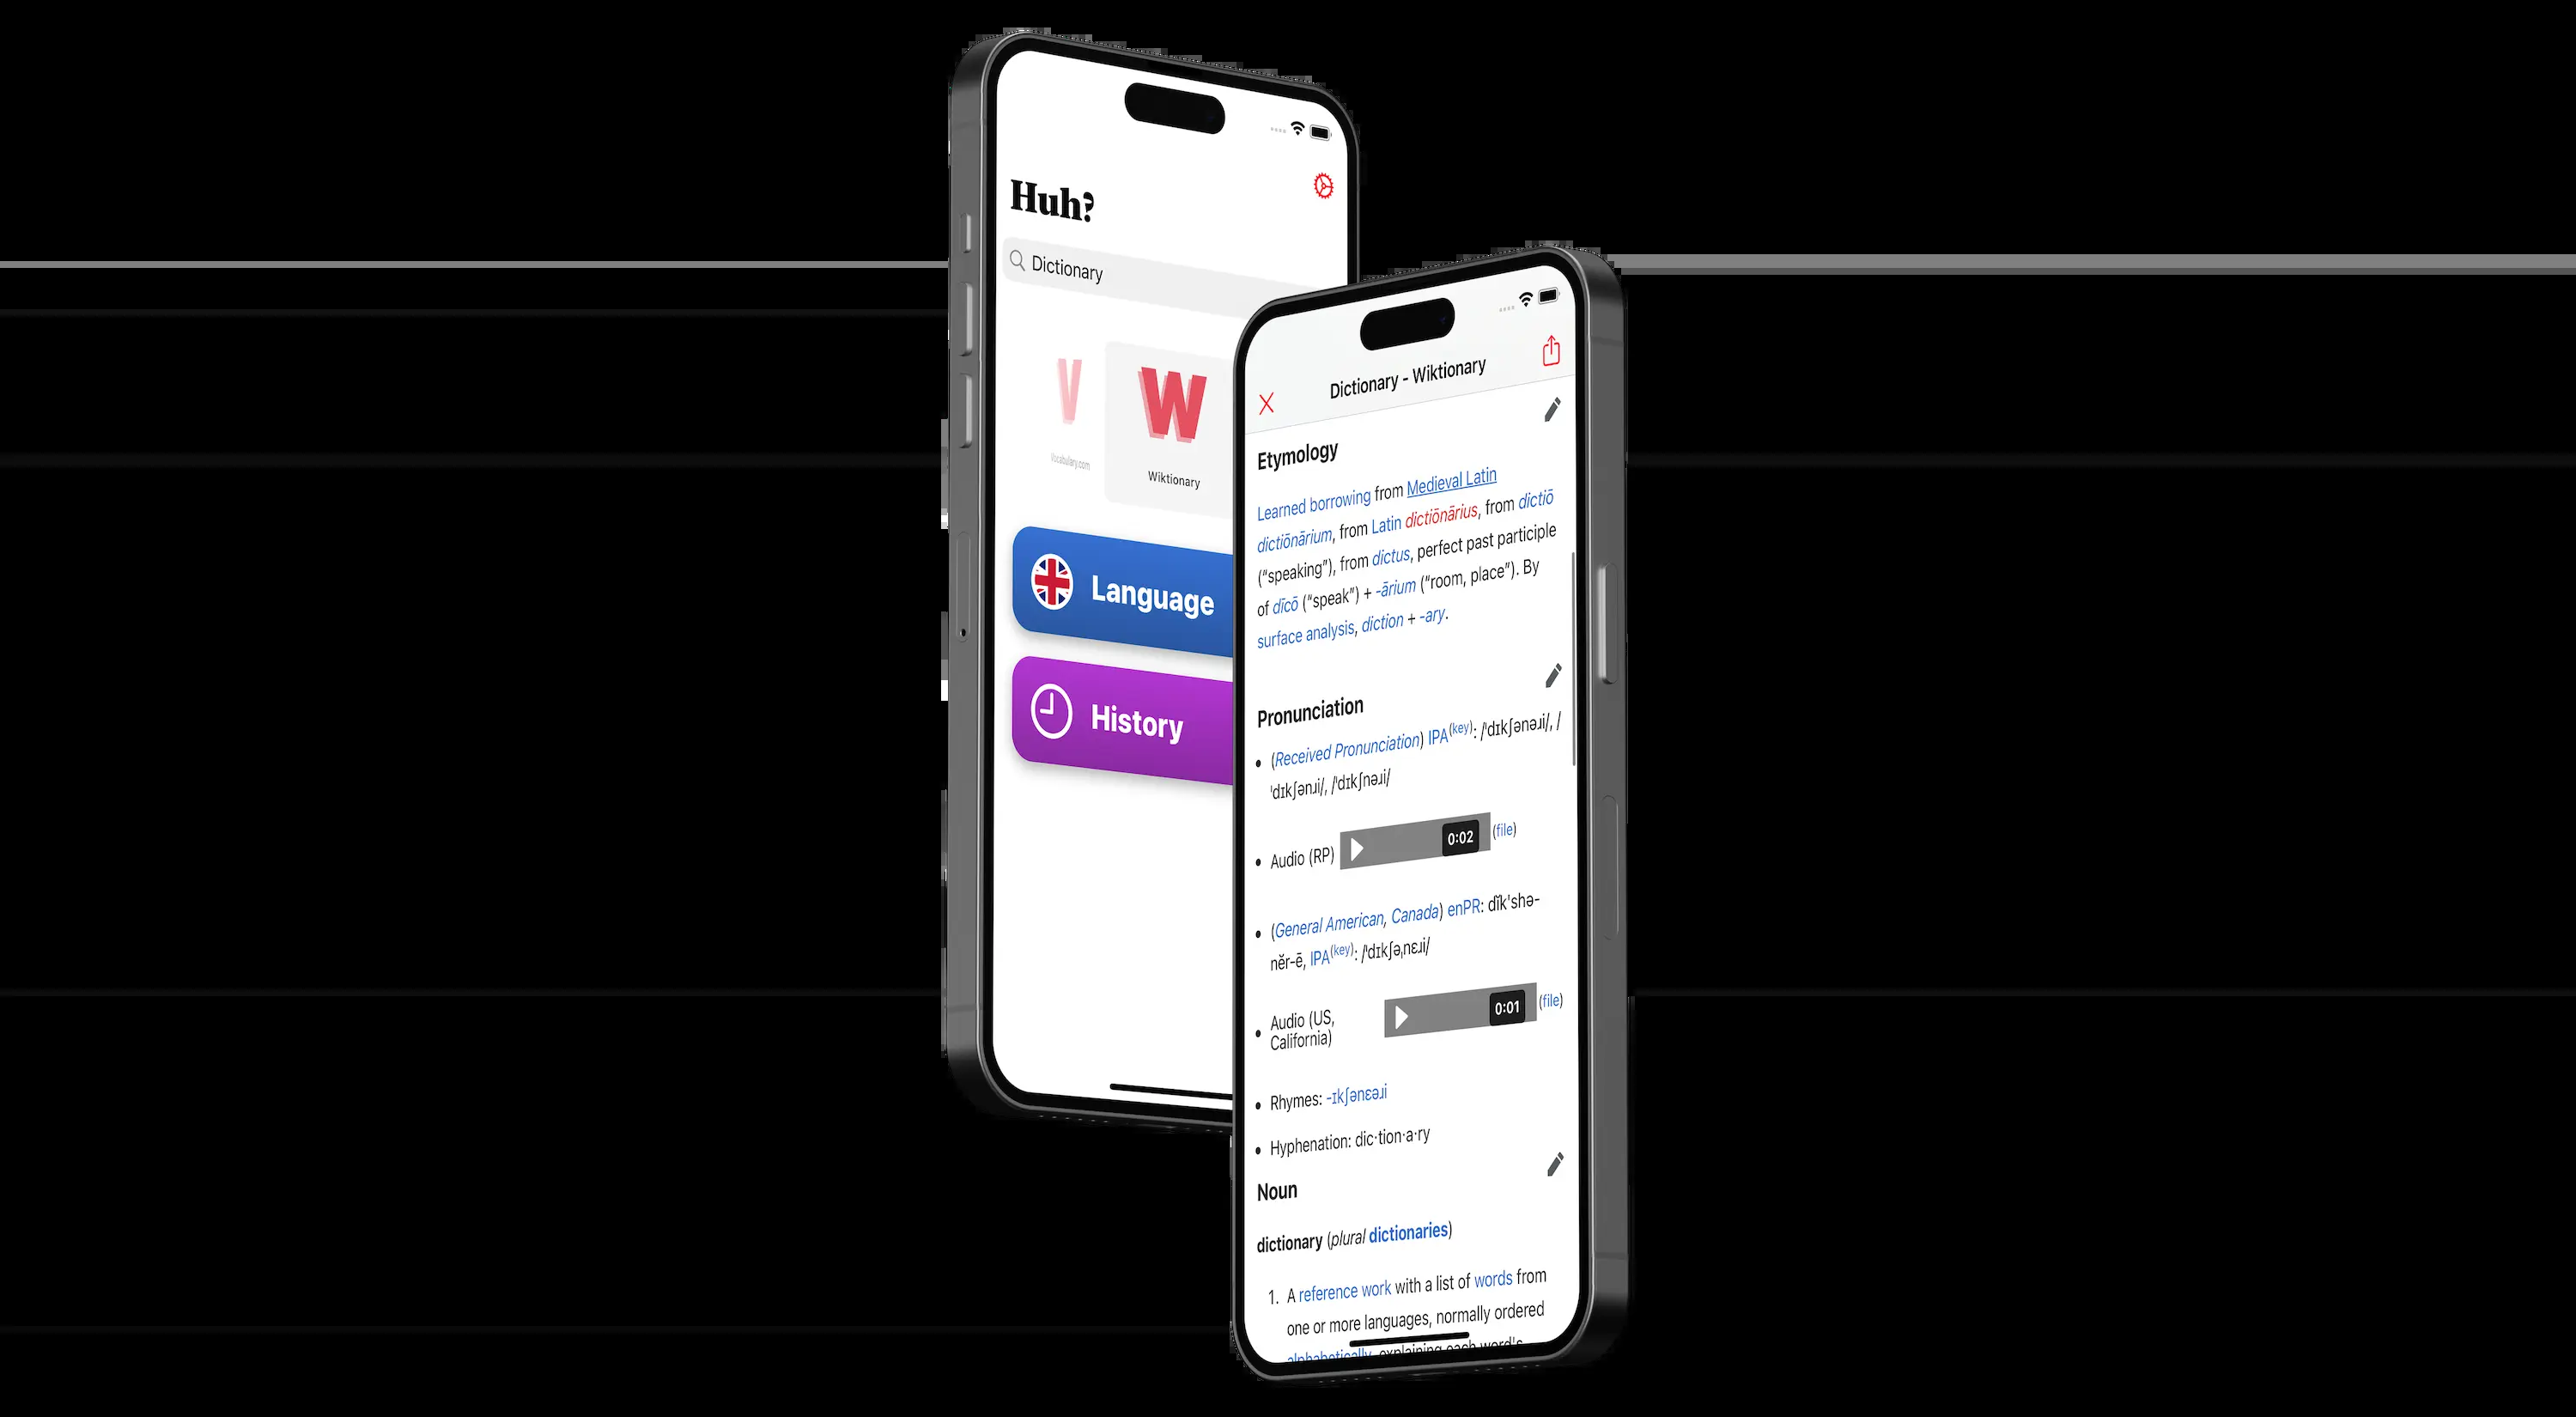 Huh?
Dictionary
V
Vocabulary.com
W
Wiktionary
Language
History
Dictionary - Wiktionary
Etymology
Learned borrowing from Medieval Latin
dictiōnārium, from Latin dictiōnārius, from dictiō
(“speaking”), from dictus, perfect past participle
of dīcō (“speak”) + -ārium (“room, place”). By
surface analysis, diction + -ary.
Pronunciation
• (Received Pronunciation) IPA(key): /ˈdɪkʃənəɹi/, /
ˈdɪkʃənɹi/, /ˈdɪkʃnəɹi/
• Audio (RP) 0:02 (file)
• (General American, Canada) enPR: dĭk'shə-
nĕr-ē, IPA(key): /ˈdɪkʃəˌnɛɹi/
• Audio (US, California) 0:01 (file)
• Rhymes: -ɪkʃənɛəɹi
• Hyphenation: dic‧tion‧a‧ry
Noun
dictionary (plural dictionaries)
1. A reference work with a list of words from
one or more languages, normally ordered
alphabetically, explaining each word's